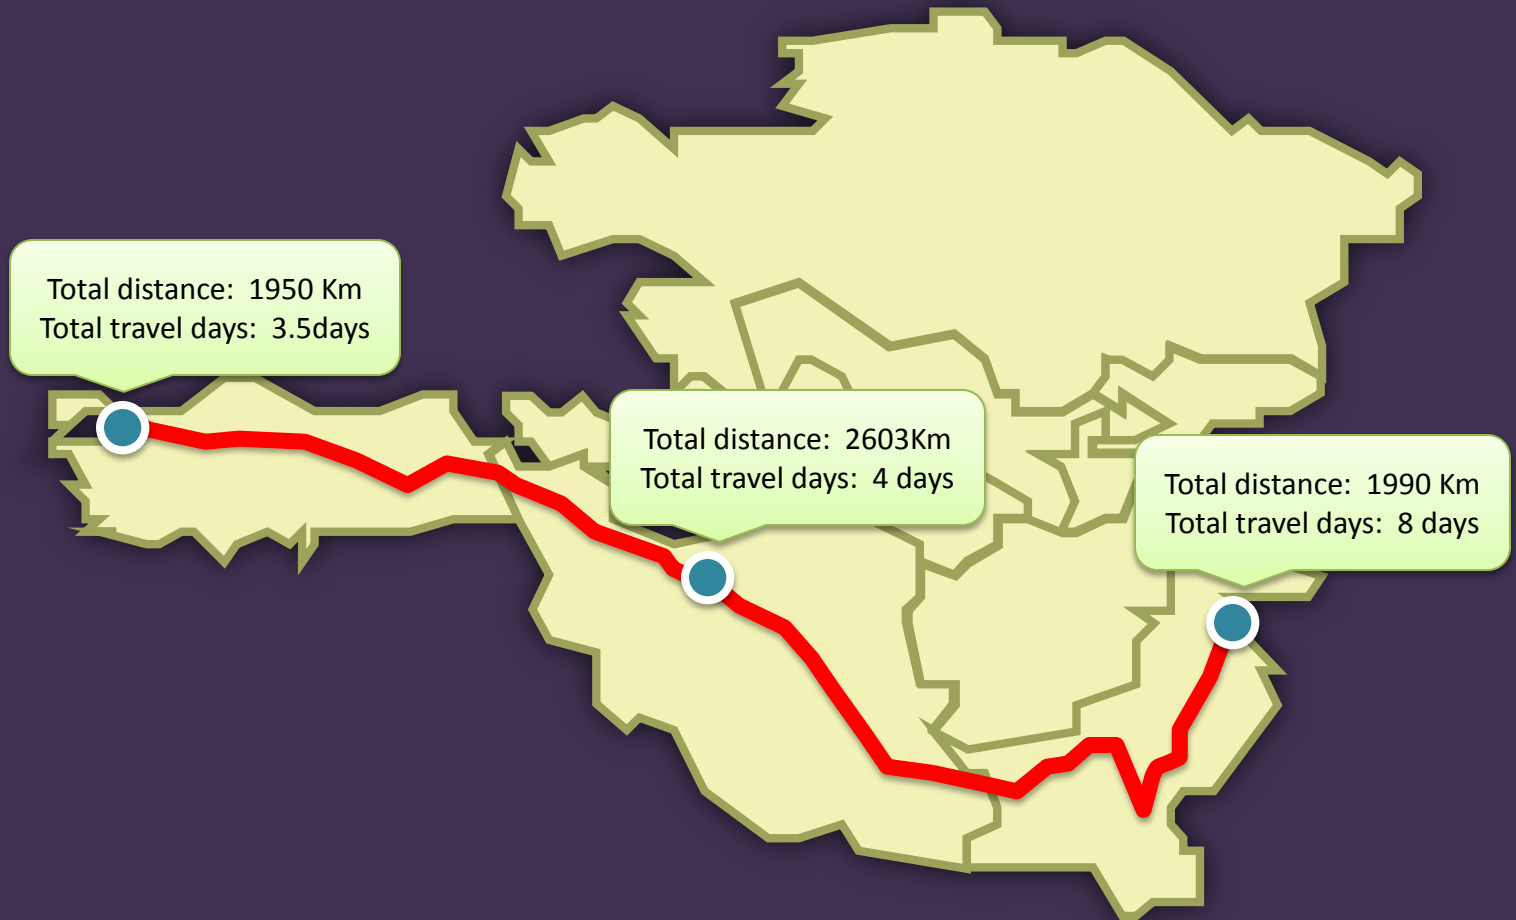 Total distance:  1950 Km
Total travel days:  3.5days
Total distance:  2603Km
Total travel days:  4 days
Total distance:  1990 Km
Total travel days:  8 days